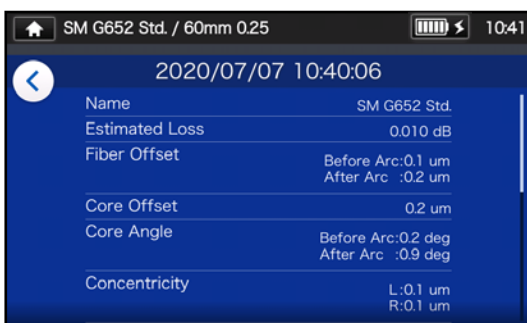 SM G652 Std. / 60mm 0.25 10:41
2020/07/07 10:40:06
Name SM G652 Std.
Estimated Loss 0.010 dB
Fiber Offset Before Arc:0.1 um
After Arc :0.2 um
Core Offset 0.2 um
Core Angle Before Arc:0.2 deg
After Arc :0.9 deg
Concentricity L:0.1 um
R:0.1 um